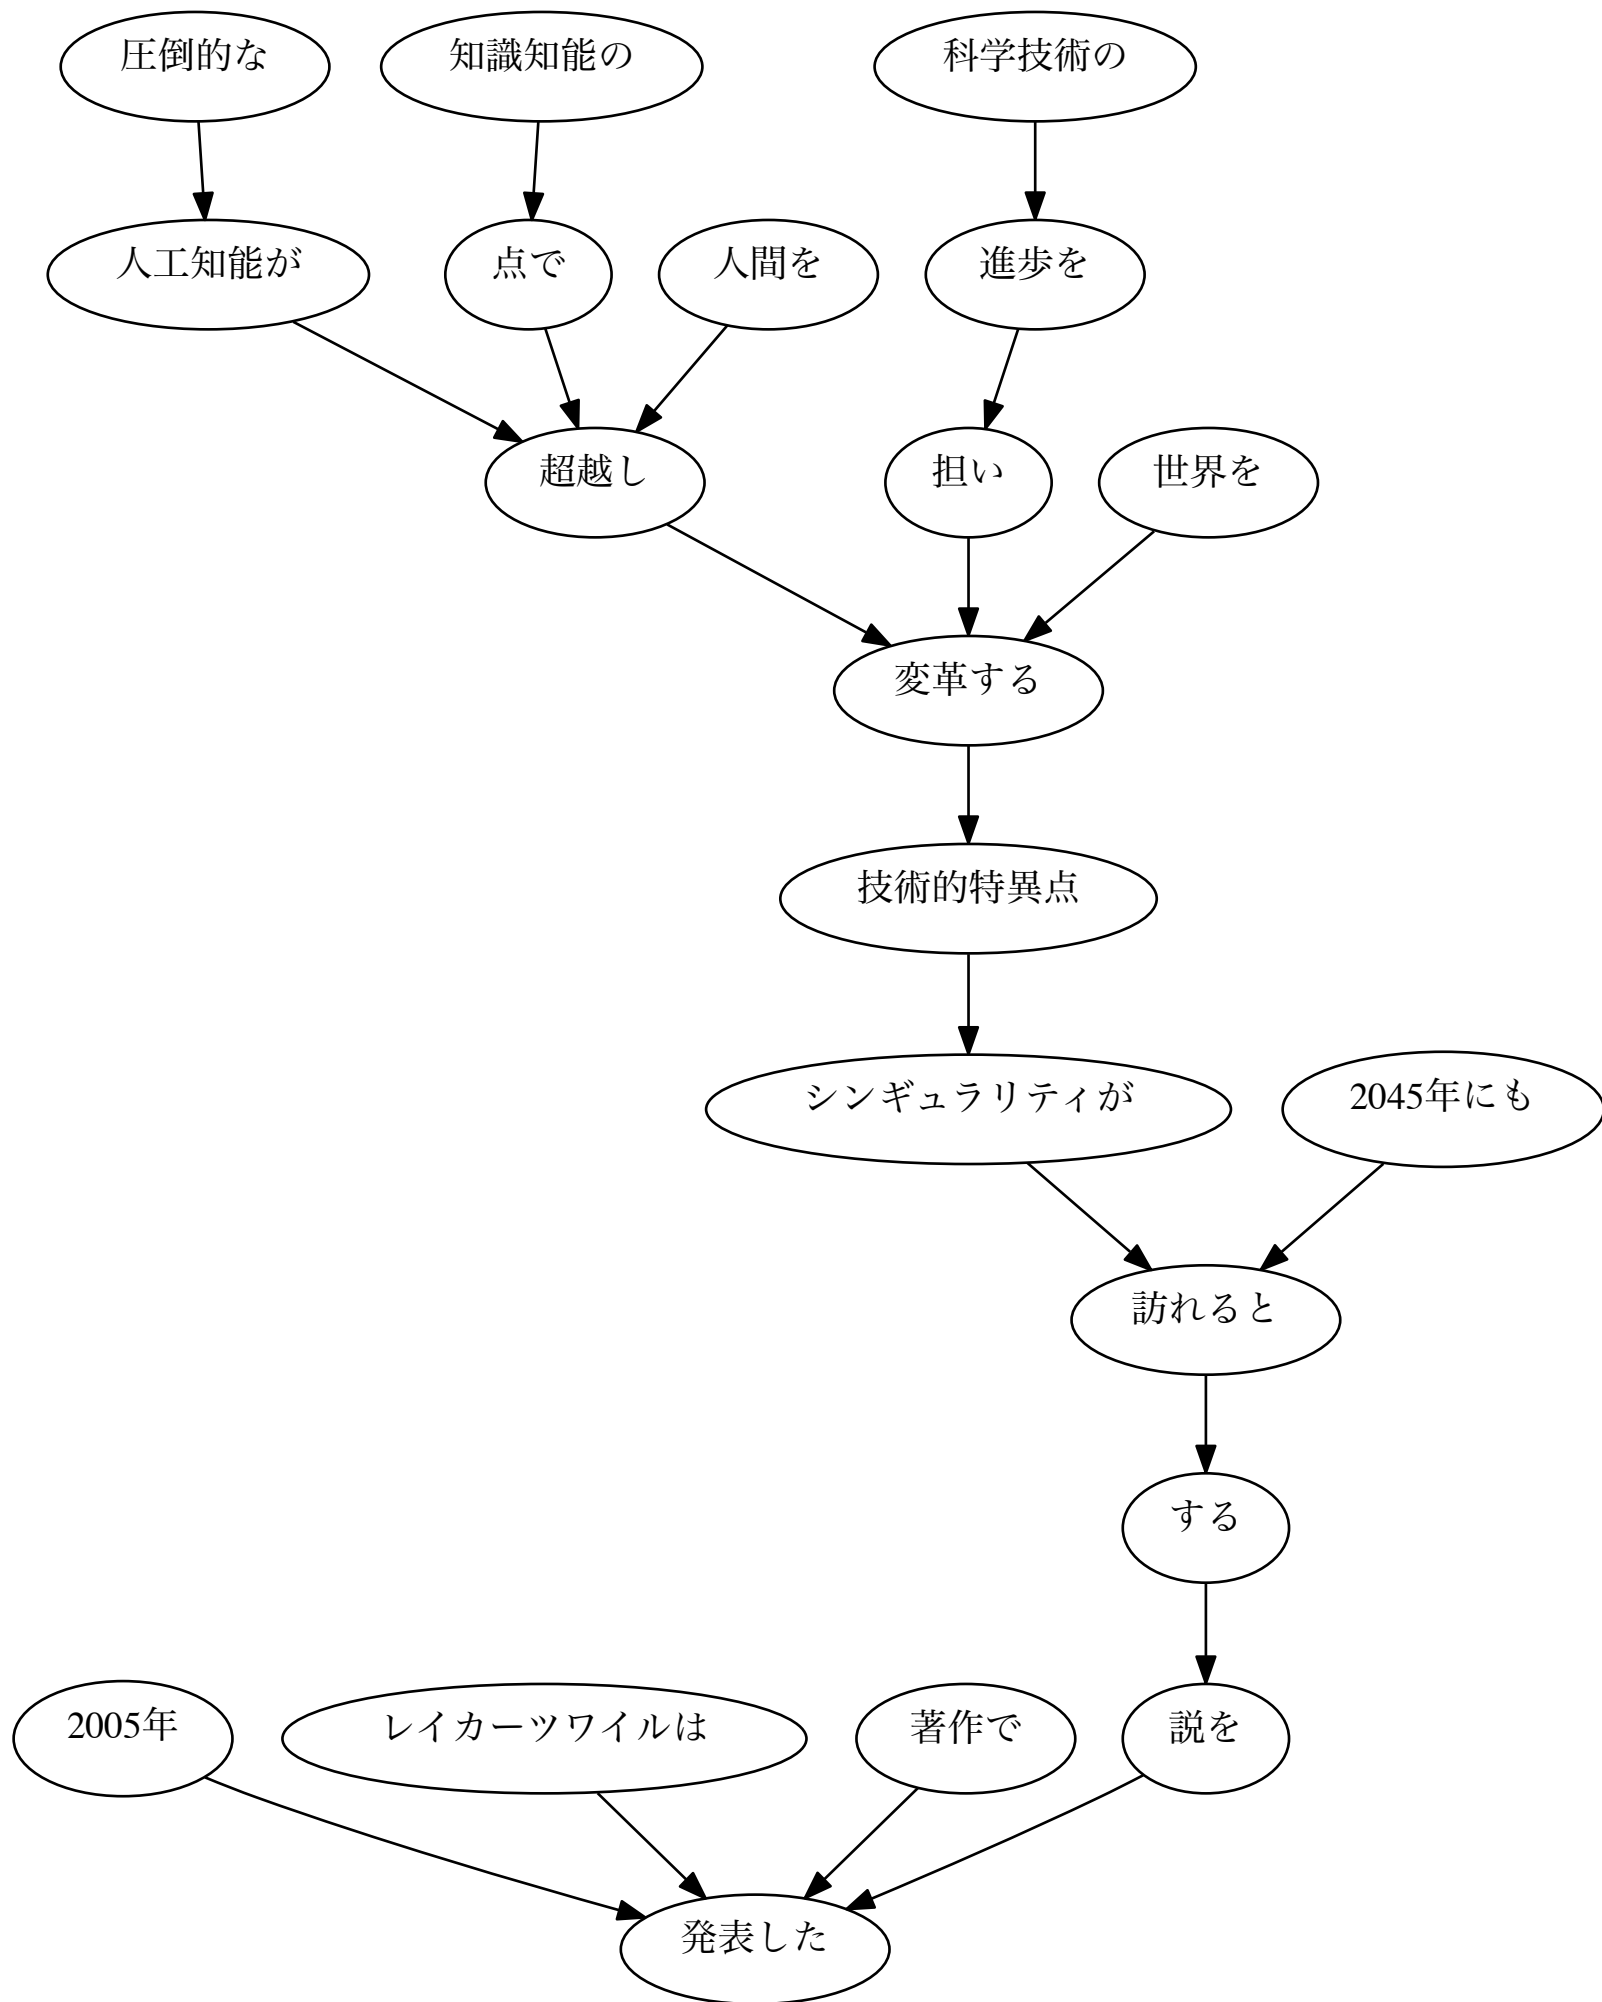 圧倒的な
知識知能の
科学技術の
人工知能が
点で
人間を
進歩を
超越し
担い
世界を
変革する
技術的特異点
シンギュラリティが
2045年にも
訪れると
する
2005年
レイカーツワイルは
著作で
説を
発表した